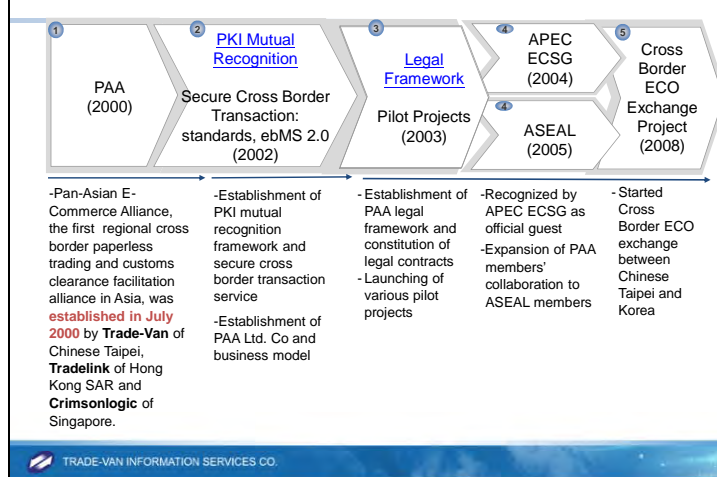 1
PAA
(2000)
2
PKI Mutual
Recognition
Secure Cross Border
Transaction:
standards, ebMS 2.0
(2002)
3
Legal
Framework
Pilot Projects
(2003)
4
APEC
ECSG
(2004)
4
ASEAL
(2005)
5
Cross
Border
ECO
Exchange
Project
(2008)
-Pan-Asian E-
Commerce Alliance,
the first regional cross
border paperless
trading and customs
clearance facilitation
alliance in Asia, was
established in July
2000 by Trade-Van of
Chinese Taipei,
Tradelink of Hong
Kong SAR and
Crimsonlogic of
Singapore.
-Establishment of
PKI mutual
recognition
framework and
secure cross
border transaction
service
-Establishment of
PAA Ltd. Co and
business model
- Establishment of
PAA legal
framework and
constitution of
legal contracts
- Launching of
various pilot
projects
-Recognized by
APEC ECSG as
official guest
-Expansion of PAA
members'
collaboration to
ASEAL members
- Started
Cross
Border ECO
exchange
between
Chinese
Taipei and
Korea
TRADE-VAN INFORMATION SERVICES CO.